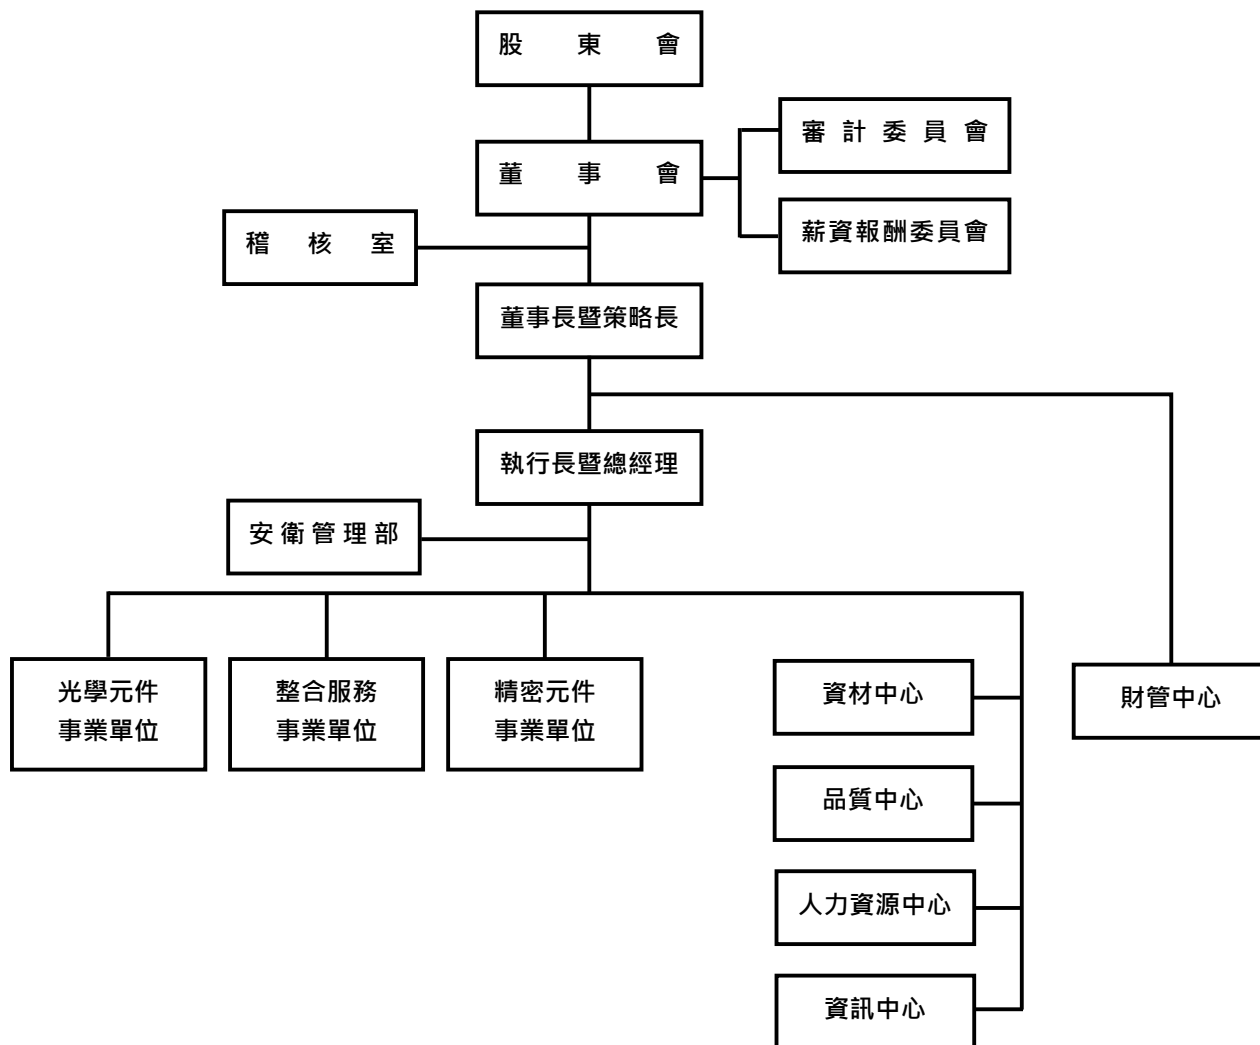 股東會
董事會
審計委員會
薪資報酬委員會
稽核室
董事長暨策略長
執行長暨總經理
安衛管理部
光學元件
事業單位
整合服務
事業單位
精密元件
事業單位
資材中心
品質中心
人力資源中心
資訊中心
財管中心